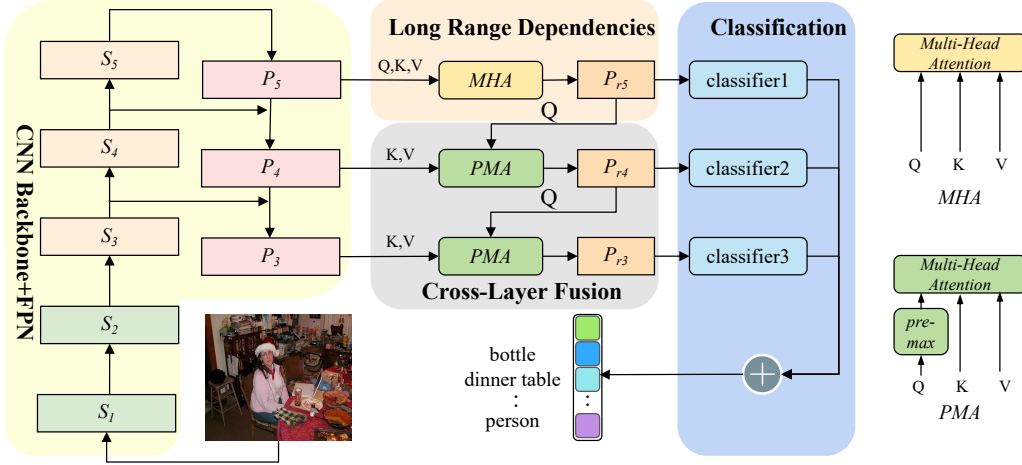 CNN Backbone+FPN
S5
S4
S3
S2
S1
P5
P4
P3
Long Range Dependencies
Q,K,V
MHA
Pr5
Q
K,V
PMA
Pr4
Q
K,V
PMA
Pr3
Cross-Layer Fusion
Classification
classifier1
classifier2
classifier3
bottle
dinner table
⋮
person
⋮
+
Multi-Head
Attention
Q
K
V
MHA
Multi-Head
Attention
pre-
max
Q
K
V
PMA